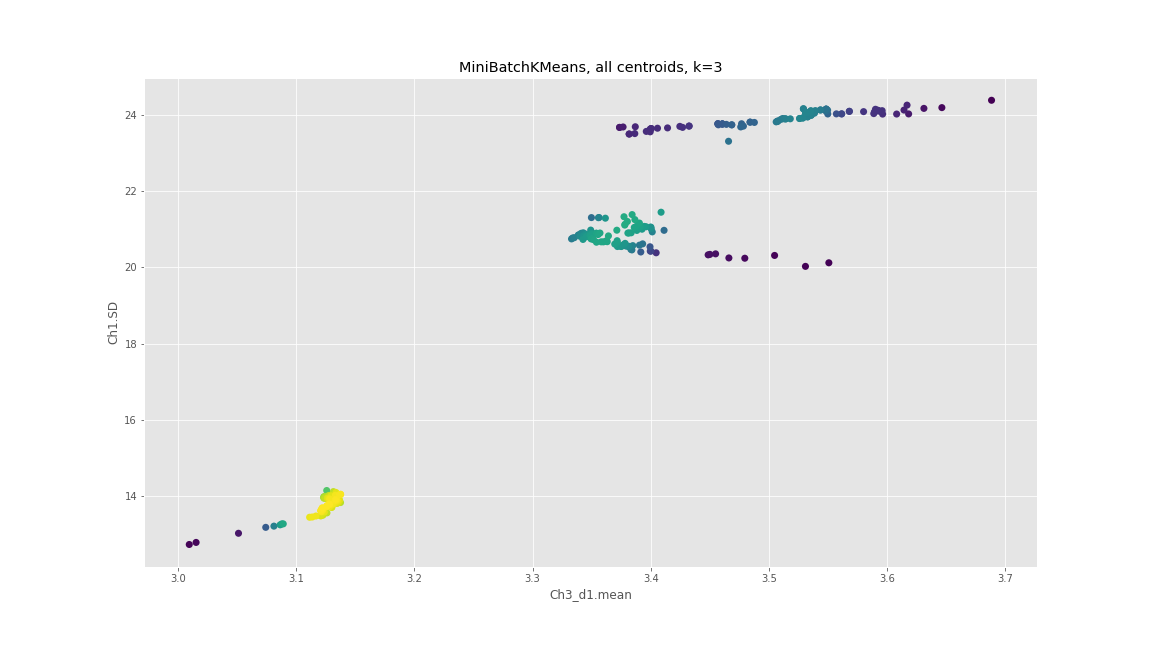 MiniBatchKMeans, all centroids, k=3
24
22
20
18
16
14
Ch1.SD
3.0 3.1 3.2 3.3 3.4 3.5 3.6 3.7
Ch3_d1.mean